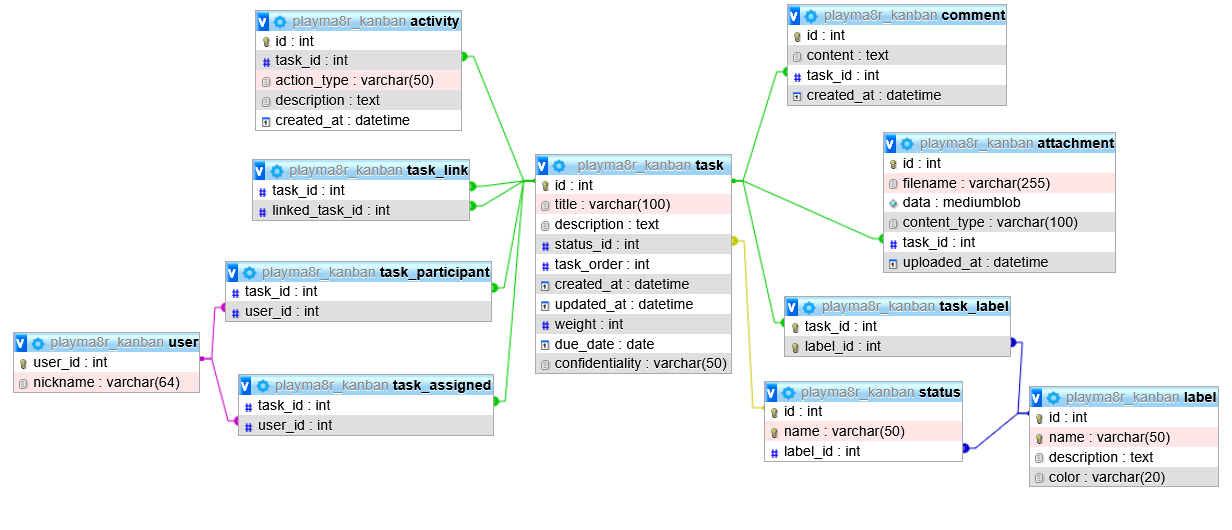 playma8r_kanban activity
id : int
task_id : int
action_type : varchar(50)
description : text
created_at : datetime
playma8r_kanban comment
id : int
content : text
task_id : int
created_at : datetime
playma8r_kanban attachment
id : int
filename : varchar(255)
data : mediumblob
content_type : varchar(100)
task_id : int
uploaded_at : datetime
playma8r_kanban task_link
task_id : int
linked_task_id : int
playma8r_kanban task
id : int
title : varchar(100)
description : text
status_id : int
task_order : int
created_at : datetime
updated_at : datetime
weight : int
due_date : date
confidentiality : varchar(50)
playma8r_kanban task_participant
task_id : int
user_id : int
playma8r_kanban user
user_id : int
nickname : varchar(64)
playma8r_kanban task_assigned
task_id : int
user_id : int
playma8r_kanban task_label
task_id : int
label_id : int
playma8r_kanban status
id : int
name : varchar(50)
label_id : int
playma8r_kanban label
id : int
name : varchar(50)
description : text
color : varchar(20)